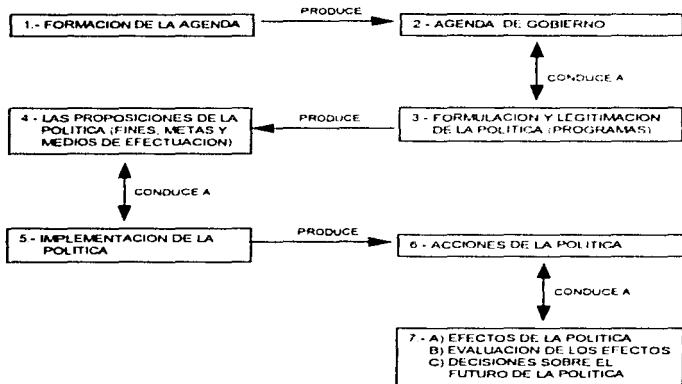 1.- FORMACION DE LA AGENDA
PRODUCE
2 - AGENDA DE GOBIERNO
CONDUCE A
3 - FORMULACION Y LEGITIMACION
DE LA POLITICA (PROGRAMAS)
PRODUCE
4 - LAS PROPOSICIONES DE LA
POLITICA (FINES, METAS Y
MEDIOS DE EFECTUACION)
CONDUCE A
5.- IMPLEMENTACION DE LA
POLITICA
PRODUCE
6 - ACCIONES DE LA POLITICA
CONDUCE A
7.- A) EFECTOS DE LA POLITICA
B) EVALUACION DE LOS EFECTOS
C) DECISIONES SOBRE EL
FUTURO DE LA POLITICA